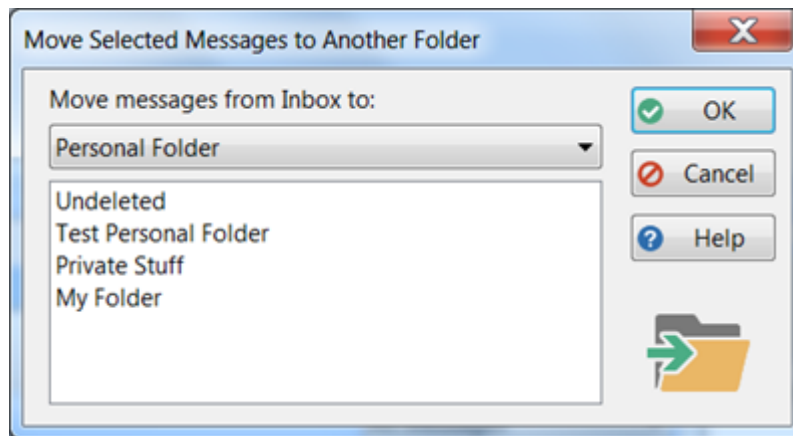 Move Selected Messages to Another Folder
Move messages from Inbox to:
Personal Folder
Undeleted
Test Personal Folder
Private Stuff
My Folder
OK
Cancel
Help